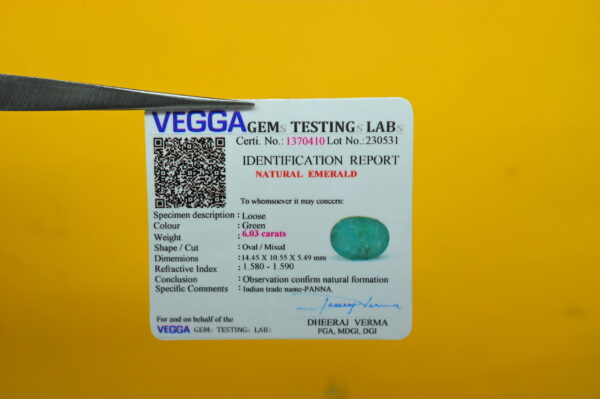 VEGGA GEMs TESTINGs LABs
Certi. No.: 1370410 Lot No.:230531
IDENTIFICATION REPORT
NATURAL EMERALD
To whomsoever it may concern:
Specimen description : Loose
Colour : Green
Weight : 6.03 carats
Shape / Cut : Oval / Mixed
Dimensions : 14.45 X 10.55 X 5.49 mm
Refractive Index : 1.580 - 1.590
Conclusion : Observation confirm natural formation
Specific Comments : Indian trade name-PANNA.
For and on behalf of the
VEGGA GEMs TESTINGs LABs
DHEERAJ VERMA
FGA, MDGI, DGI